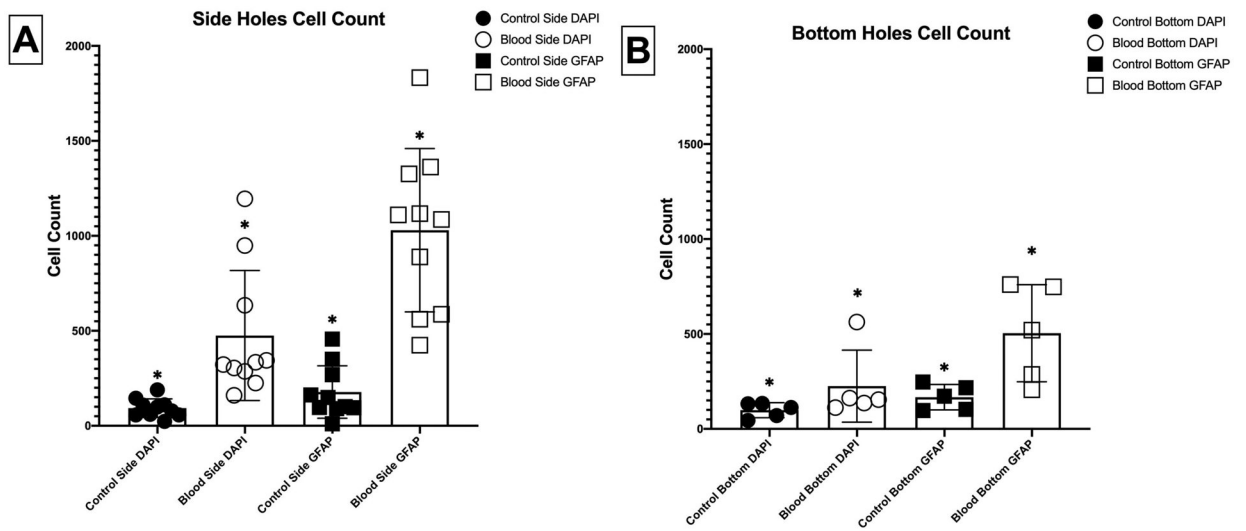 A
Side Holes Cell Count
Control Side DAPI
Blood Side DAPI
Control Side GFAP
Blood Side GFAP
Cell Count
2000
1500
1000
500
0
*
*
*
*
Control Side DAPI
Blood Side DAPI
Control Side GFAP
Blood Side GFAP
B
Bottom Holes Cell Count
Control Bottom DAPI
Blood Bottom DAPI
Control Bottom GFAP
Blood Bottom GFAP
Cell Count
2000
1500
1000
500
0
*
*
*
*
Control Bottom DAPI
Blood Bottom DAPI
Control Bottom GFAP
Blood Bottom GFAP